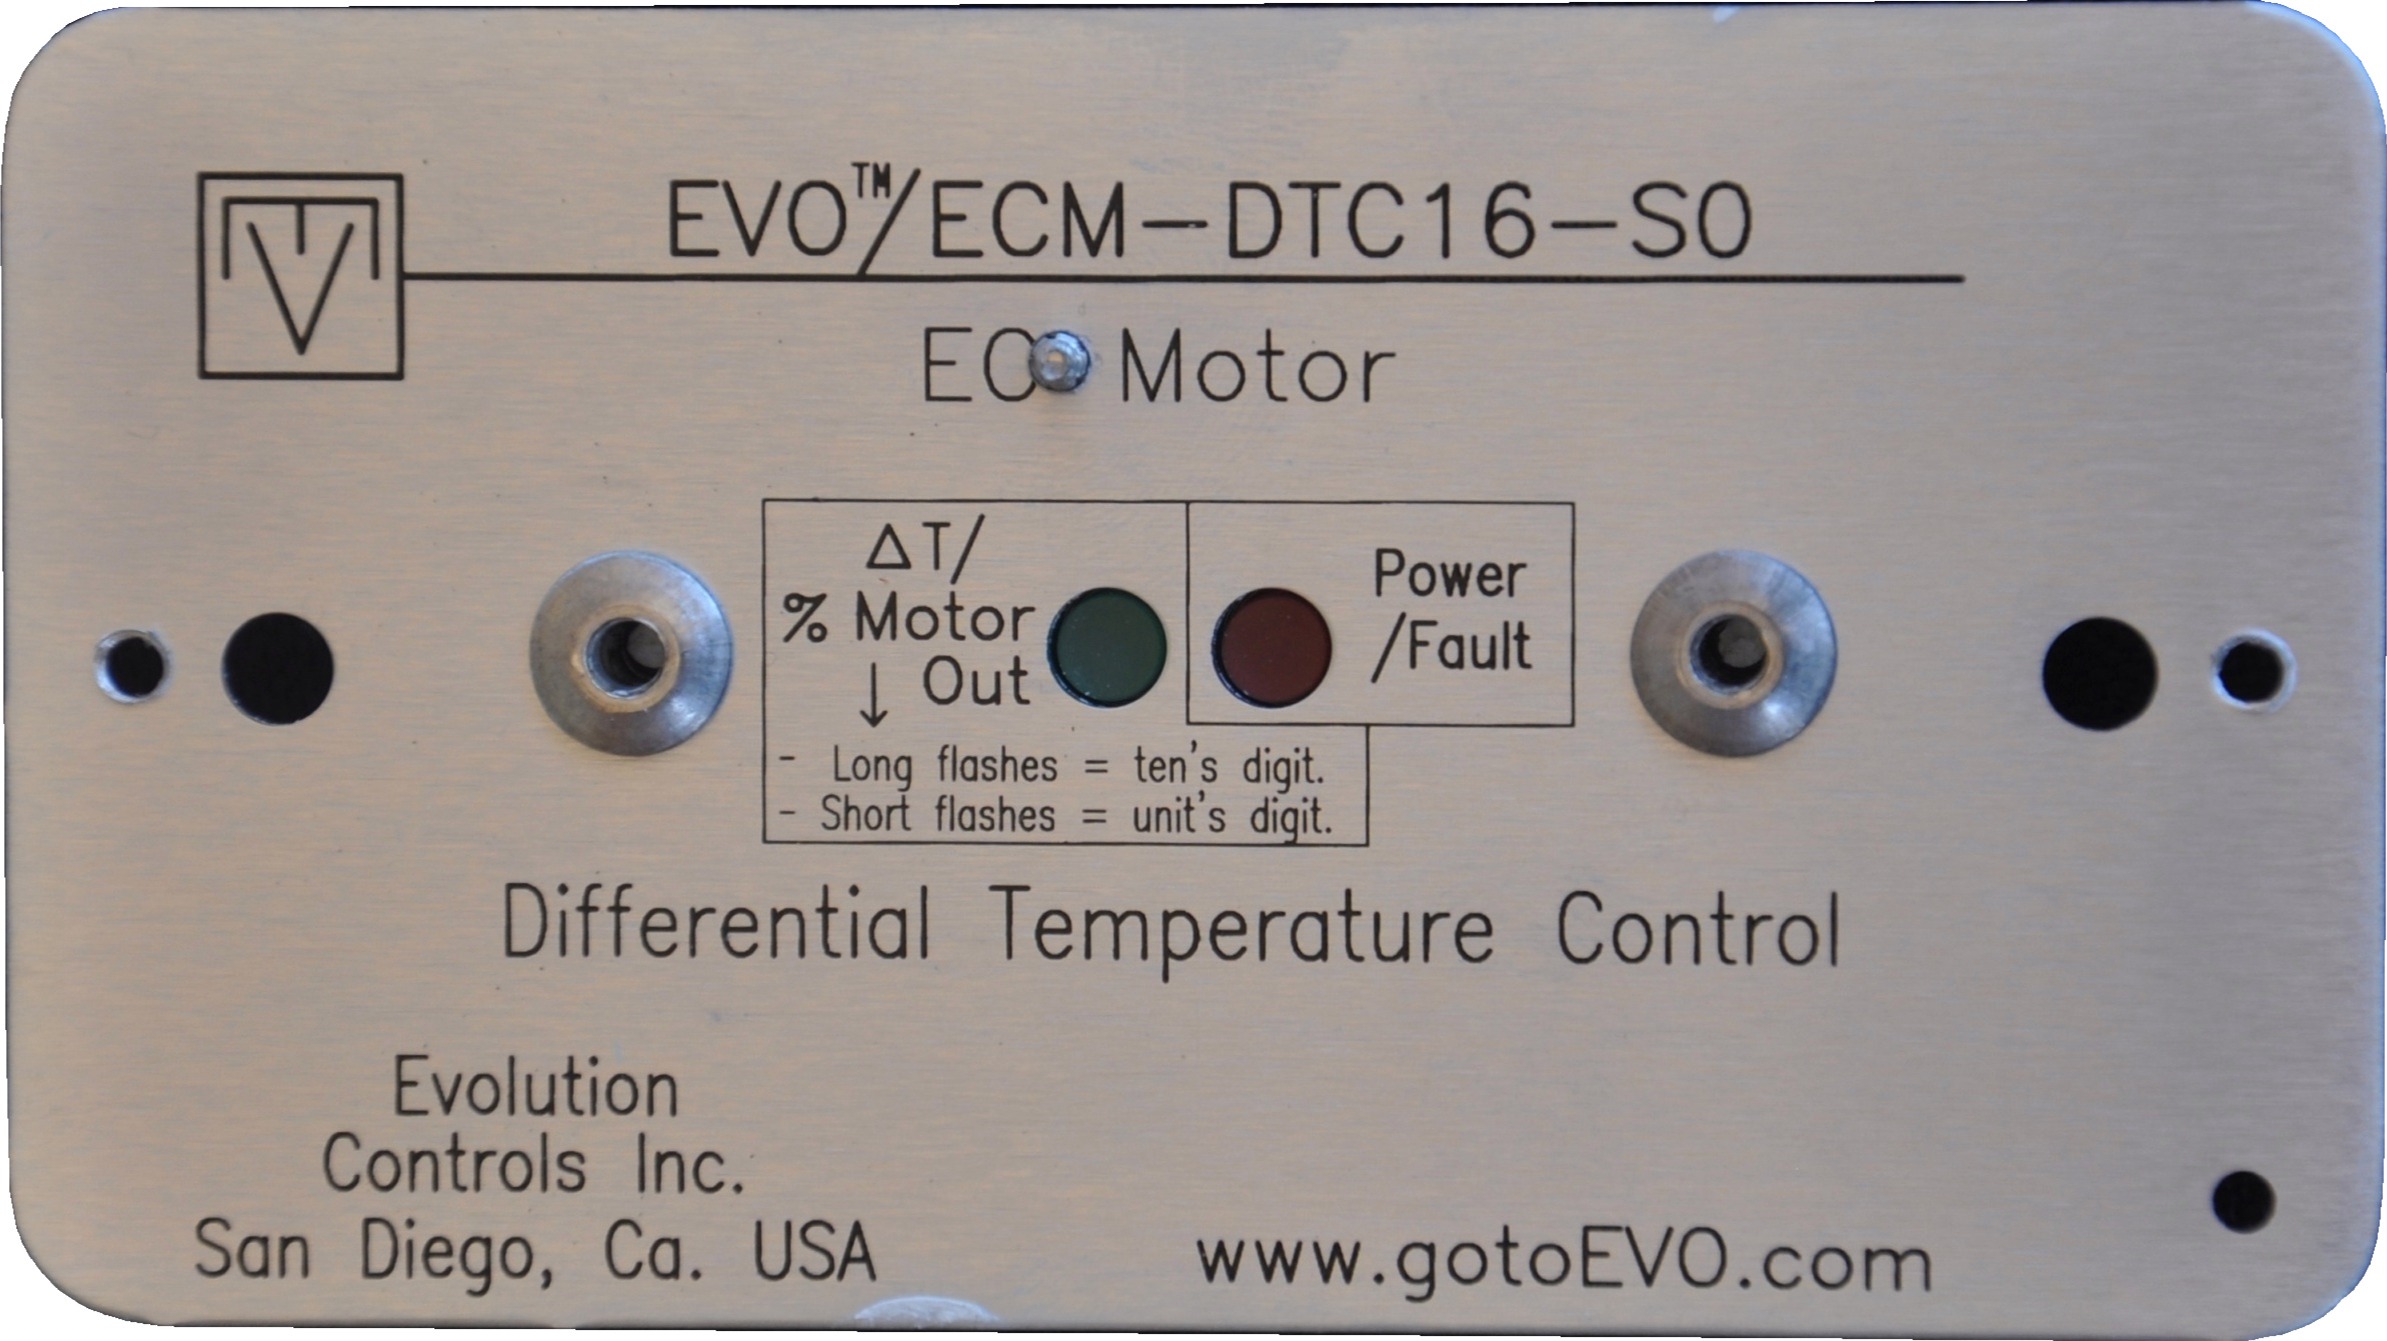 EVO™/ECM-DTC16-S0
EC Motor
ΔT/
% Motor
↓ Out
Power
/Fault
- Long flashes = ten's digit.
- Short flashes = unit's digit.
Differential Temperature Control
Evolution
Controls Inc.
San Diego, Ca. USA
www.gotoEVO.com